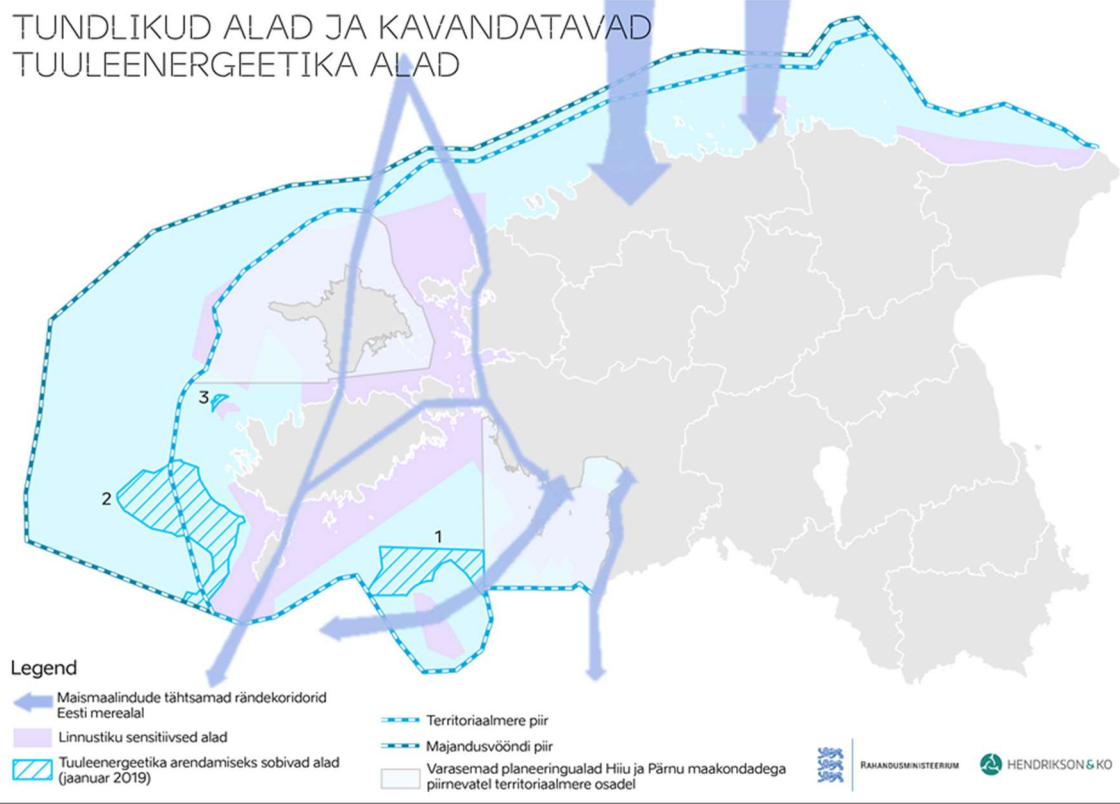 TUNDLIKUD ALAD JA KAVANDATAVAD
TUULEENERGEETIKA ALAD
3
2
1
Legend
Maismaalindude tähtsamad rändekoridorid
Eesti merealal
Linnustiku sensitiivsed alad
Tuuleenergeetika arendamiseks sobivad alad
(jaanuar 2019)
Territoriaalmere piir
Majandusvööndi piir
Varasemad planeeringualad Hiiu ja Pärnu maakondadega
piirnevatel territoriaalmere osadel
RAHANDUSMINISTEERIUM
HENDRIKSON & KO